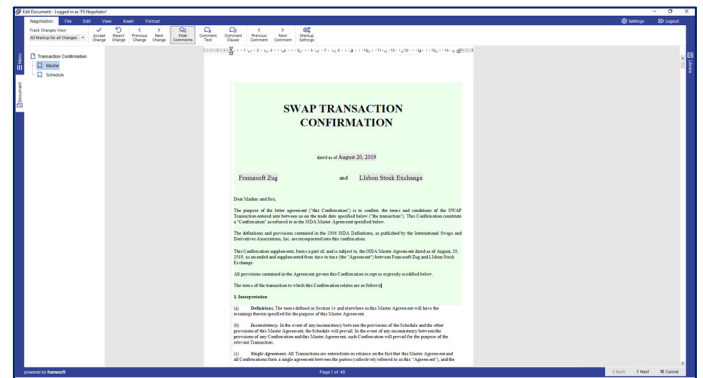 Edit Document - Logged in as 'FS Negotiator'
Negotiation File Edit View Insert Format
Settings Logout
Track Changes View:
All Markup for all Changes
Accept Change
Reject Change
Previous Change
Next Change
Hide Comments
Comment Text
Comment Clause
Previous Comment
Next Comment
Markup Settings
Menu
Document
Library
Transaction Confirmation
Master
Schedule
SWAP TRANSACTION
CONFIRMATION
dated as of August 20, 2019
Framesoft Zug and LIsbon Stock Exchange
Dear Madam and Sirs,
The purpose of the letter agreement ("this Confirmation") is to confirm the terms and conditions of the SWAP
Transaction entered into between us on the trade date specified below ("the transaction"). This Confirmation constitute
a "Confirmation" as referred to in the ISDA Master Agreement specified below.
The definitions and provisions contained in the 2006 ISDA Definitions, as published by the International Swaps and
Derivatives Association, Inc. are incorporated into this confirmation.
This Confirmation supplements, forms a part of, and is subject to, the ISDA Master Agreement dated as of August, 20,
2019, as amended and supplemented from time to time (the "Agreement") between Framesoft Zug and LIsbon Stock
Exchange.
All provisions contained in the Agreement govern this Confirmation except as expressly modified below.
The terms of the transaction to which this Confirmation relates are as follows:
1. Interpretation
(a) Definitions. The terms defined in Section 14 and elsewhere in this Master Agreement will have the
meanings therein specified for the purpose of this Master Agreement.
(b) Inconsistency. In the event of any inconsistency between the provisions of the Schedule and the other
provisions of this Master Agreement, the Schedule will prevail. In the event of any inconsistency between the
provisions of any Confirmation and this Master Agreement, such Confirmation will prevail for the purpose of the
relevant Transaction.
(c) Single Agreement. All Transactions are entered into in reliance on the fact that this Master Agreement and
all Confirmations form a single agreement between the parties (collectively referred to as this "Agreement"), and the
powered by framesoft
Page 1 of 40
Back Next Cancel